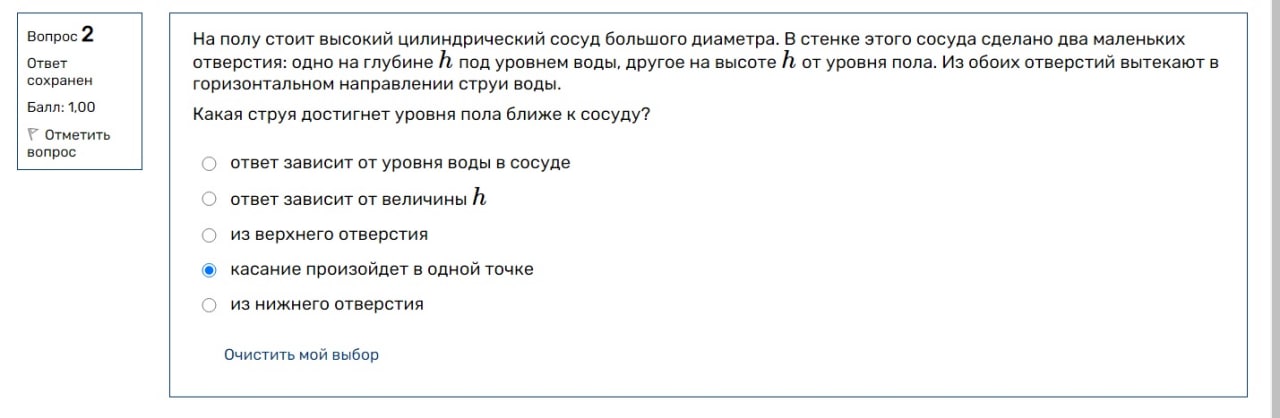 Вопрос 2
Ответ
сохранен
Балл: 1,00
Отметить
вопрос
На полу стоит высокий цилиндрический сосуд большого диаметра. В стенке этого сосуда сделано два маленьких
отверстия: одно на глубине h под уровнем воды, другое на высоте h от уровня пола. Из обоих отверстий вытекают в
горизонтальном направлении струи воды.
Какая струя достигнет уровня пола ближе к сосуду?
ответ зависит от уровня воды в сосуде
ответ зависит от величины h
из верхнего отверстия
касание произойдет в одной точке
из нижнего отверстия
Очистить мой выбор